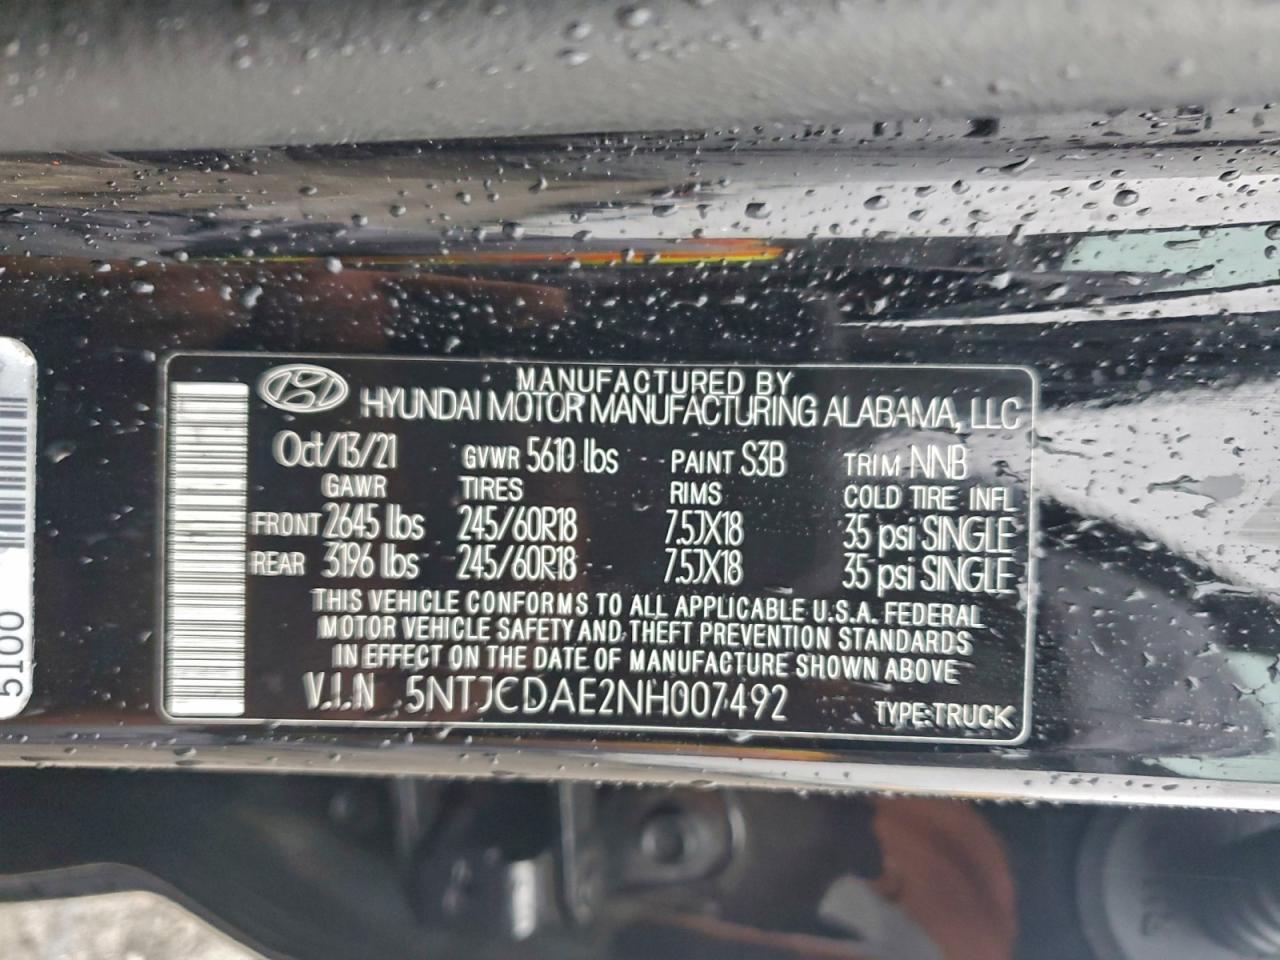 MANUFACTURED BY
HYUNDAI MOTOR MANUFACTURING ALABAMA, LLC
Oct/13/21 GVWR 5610 lbs PAINT S3B TRIM NNB
GAWR TIRES RIMS COLD TIRE INFL
FRONT 2645 lbs 245/60R18 7.5JX18 35 psi SINGLE
REAR 3196 lbs 245/60R18 7.5JX18 35 psi SINGLE
THIS VEHICLE CONFORMS TO ALL APPLICABLE U.S.A. FEDERAL
MOTOR VEHICLE SAFETY AND THEFT PREVENTION STANDARDS
IN EFFECT ON THE DATE OF MANUFACTURE SHOWN ABOVE
V.I.N 5NTJCDAE2NH007492 TYPE:TRUCK
5100